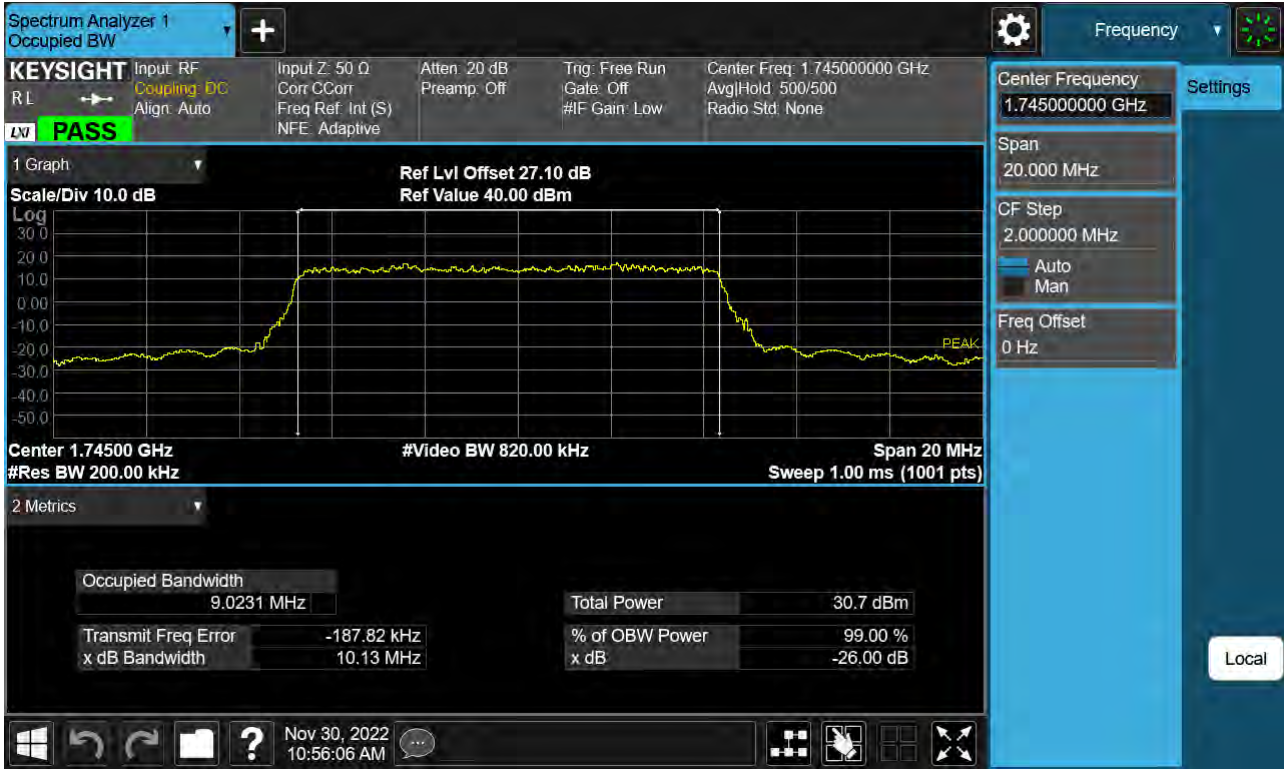 Spectrum Analyzer 1
Occupied BW
Frequency
KEYSIGHT
R L
LXI
PASS
Input: RF
Coupling: DC
Align: Auto
Input Z: 50 Ω
Corr CCorr
Freq Ref: Int (S)
NFE: Adaptive
Atten: 20 dB
Preamp: Off
Trig: Free Run
Gate: Off
#IF Gain: Low
Center Freq: 1.745000000 GHz
Avg|Hold: 500/500
Radio Std: None
1 Graph
Scale/Div 10.0 dB
Ref Lvl Offset 27.10 dB
Ref Value 40.00 dBm
Log
30.0
20.0
10.0
0.00
-10.0
-20.0
-30.0
-40.0
-50.0
PEAK
Center 1.74500 GHz
#Video BW 820.00 kHz
Span 20 MHz
#Res BW 200.00 kHz
Sweep 1.00 ms (1001 pts)
2 Metrics
Occupied Bandwidth
9.0231 MHz
Total Power 30.7 dBm
Transmit Freq Error -187.82 kHz
% of OBW Power 99.00 %
x dB Bandwidth 10.13 MHz
x dB -26.00 dB
Nov 30, 2022
10:56:06 AM
?
Center Frequency
1.745000000 GHz
Settings
Span
20.000 MHz
CF Step
2.000000 MHz
Auto
Man
Freq Offset
0 Hz
Local